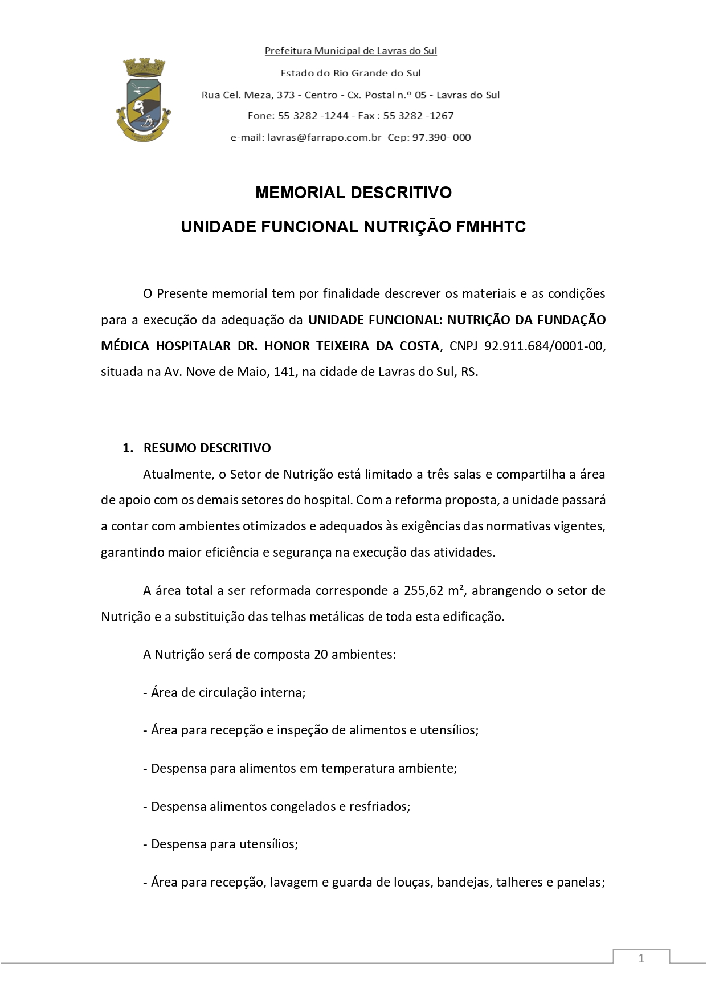 Prefeitura Municipal de Lavras do Sul
Estado do Rio Grande do Sul
Rua Cel. Meza, 373 - Centro - Cx. Postal n.º 05 - Lavras do Sul
Fone: 55 3282 -1244 - Fax : 55 3282 -1267
e-mail: lavras@farrapo.com.br Cep: 97.390- 000
LAVRAS DO SUL
MEMORIAL DESCRITIVO
UNIDADE FUNCIONAL NUTRIÇÃO FMHHTC
O Presente memorial tem por finalidade descrever os materiais e as condições
para a execução da adequação da UNIDADE FUNCIONAL: NUTRIÇÃO DA FUNDAÇÃO
MÉDICA HOSPITALAR DR. HONOR TEIXEIRA DA COSTA, CNPJ 92.911.684/0001-00,
situada na Av. Nove de Maio, 141, na cidade de Lavras do Sul, RS.
1. RESUMO DESCRITIVO
Atualmente, o Setor de Nutrição está limitado a três salas e compartilha a área
de apoio com os demais setores do hospital. Com a reforma proposta, a unidade passará
a contar com ambientes otimizados e adequados às exigências das normativas vigentes,
garantindo maior eficiência e segurança na execução das atividades.
A área total a ser reformada corresponde a 255,62 m², abrangendo o setor de
Nutrição e a substituição das telhas metálicas de toda esta edificação.
A Nutrição será de composta 20 ambientes:
- Área de circulação interna;
- Área para recepção e inspeção de alimentos e utensílios;
- Despensa para alimentos em temperatura ambiente;
- Despensa alimentos congelados e resfriados;
- Despensa para utensílios;
- Área para recepção, lavagem e guarda de louças, bandejas, talheres e panelas;
1